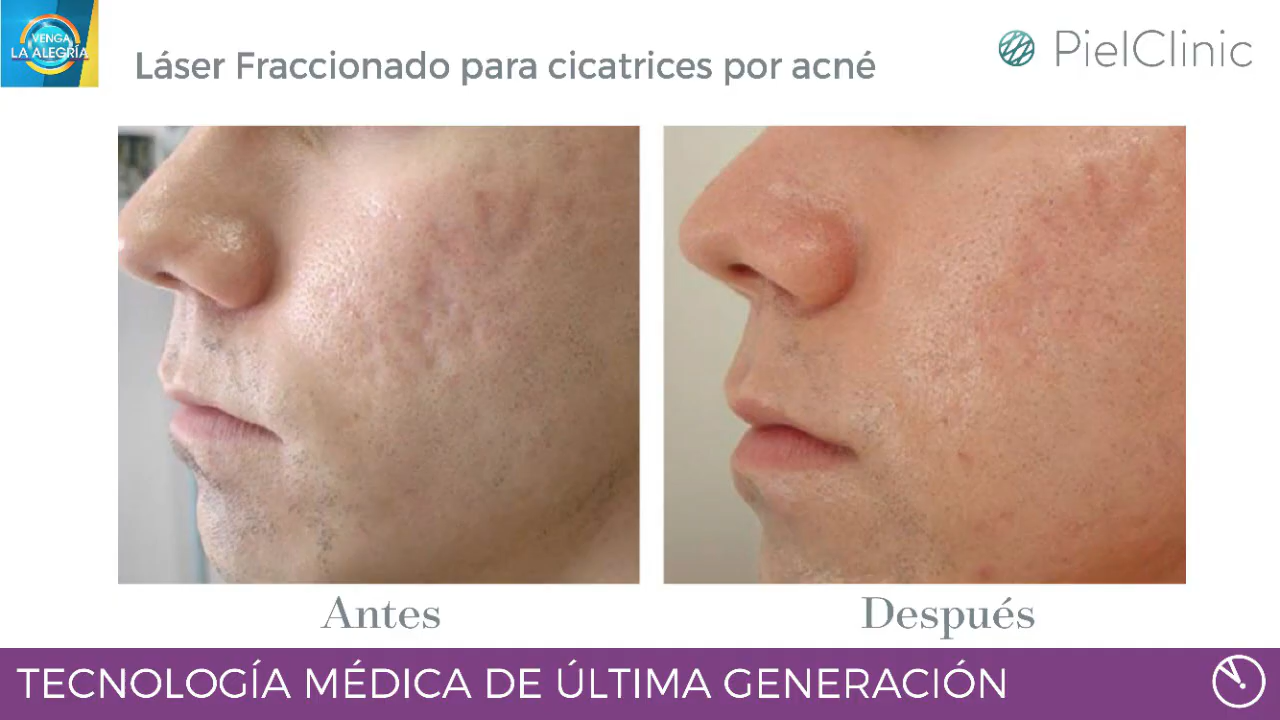 VENGA
LA ALEGRÍA
Láser Fraccionado para cicatrices por acné
PielClinic
Antes
Después
TECNOLOGÍA MÉDICA DE ÚLTIMA GENERACIÓN